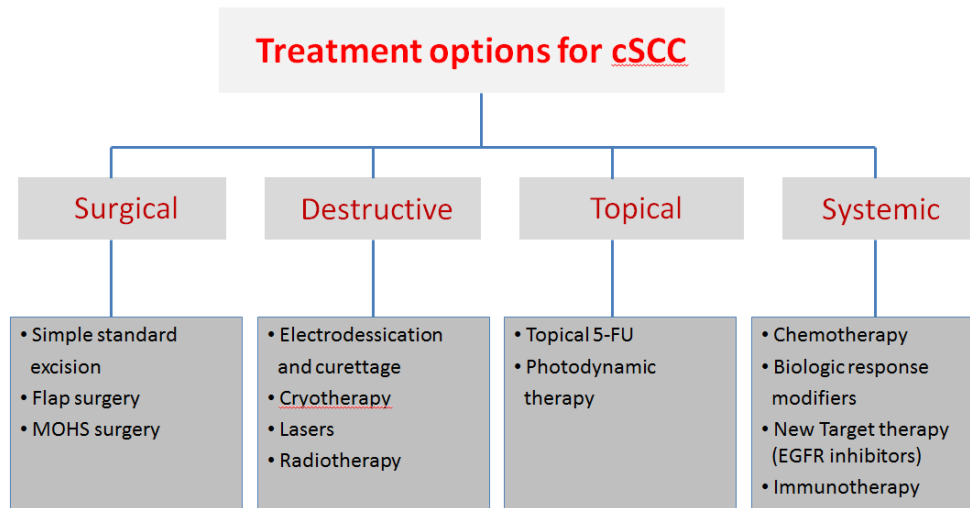 Treatment options for cSCC
Surgical
Destructive
Topical
Systemic
• Simple standard
excision
• Flap surgery
• MOHS surgery
• Electrodessication
and curettage
• Cryotherapy
• Lasers
• Radiotherapy
• Topical 5-FU
• Photodynamic
therapy
• Chemotherapy
• Biologic response
modifiers
• New Target therapy
(EGFR inhibitors)
• Immunotherapy